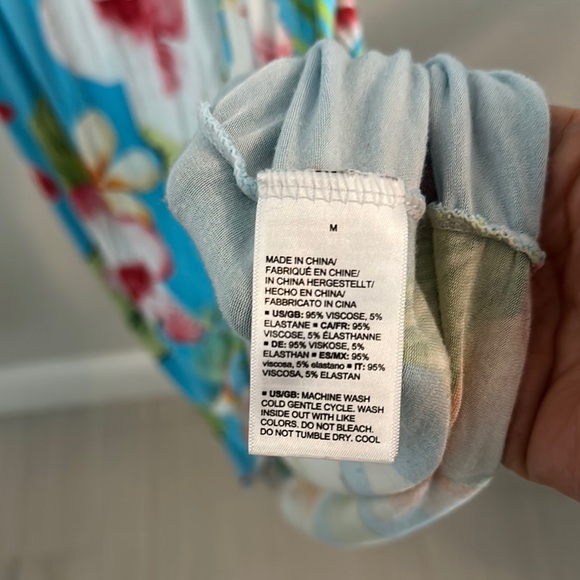 M
MADE IN CHINA/
FABRIQUÉ EN CHINE/
IN CHINA HERGESTELLT/
HECHO EN CHINA/
FABBRICATO IN CINA
▪ US/GB: 95% VISCOSE, 5%
ELASTANE ▪ CA/FR: 95%
VISCOSE, 5% ÉLASTHANNE
▪ DE: 95% VISKOSE, 5%
ELASTHAN ▪ ES/MX: 95%
viscosa, 5% elastano ▪ IT: 95%
VISCOSA, 5% ELASTAN
▪ US/GB: MACHINE WASH
COLD GENTLE CYCLE. WASH
INSIDE OUT WITH LIKE
COLORS. DO NOT BLEACH.
DO NOT TUMBLE DRY. COOL